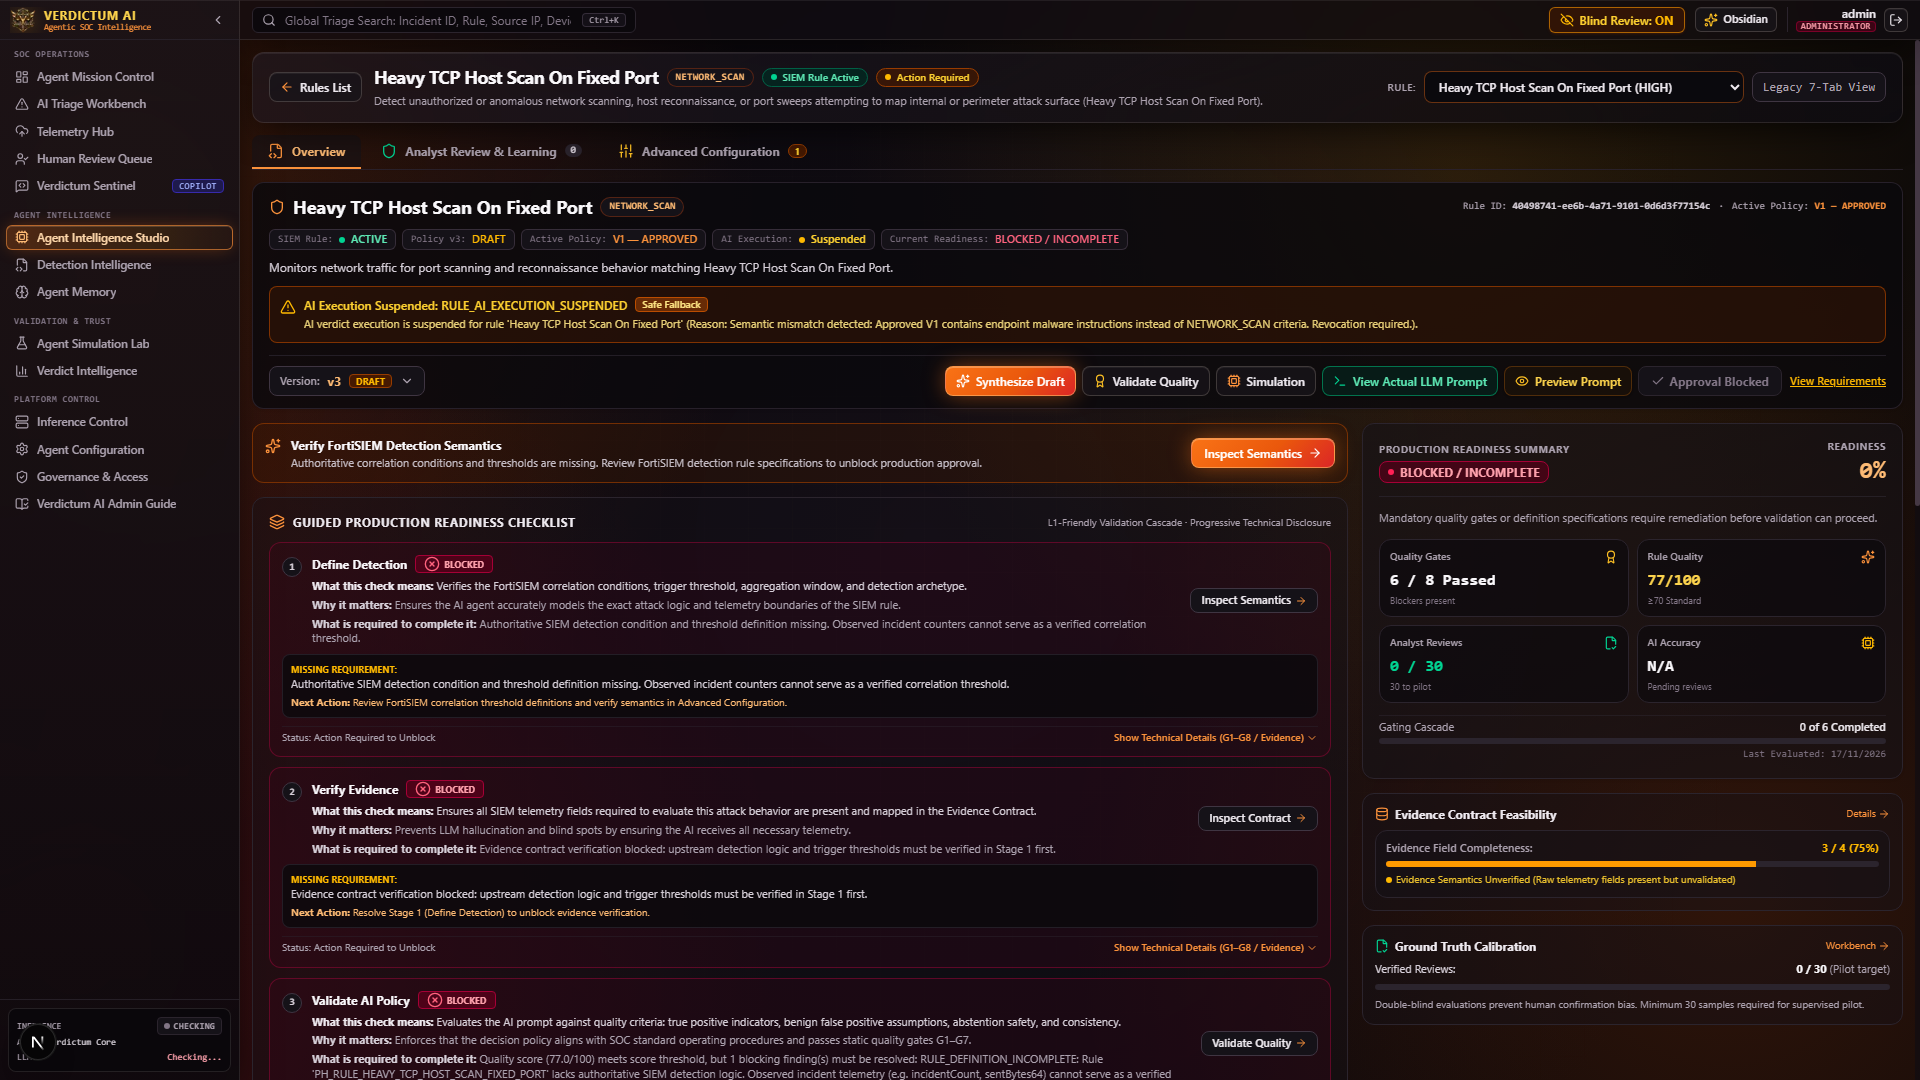 VERDICTUM AI
Agentic SOC Intelligence
SOC OPERATIONS
Agent Mission Control
AI Triage Workbench
Telemetry Hub
Human Review Queue
Verdictum Sentinel COPILOT
AGENT INTELLIGENCE
Agent Intelligence Studio
Detection Intelligence
Agent Memory
VALIDATION & TRUST
Agent Simulation Lab
Verdict Intelligence
PLATFORM CONTROL
Inference Control
Agent Configuration
Governance & Access
Verdictum AI Admin Guide
CHECKING
rdictum Core
Checking...
N
Global Triage Search: Incident ID, Rule, Source IP, Devi Ctrl+K
Blind Review: ON
Obsidian
admin
ADMINISTRATOR
Rules List
Heavy TCP Host Scan On Fixed Port NETWORK_SCAN SIEM Rule Active Action Required
Detect unauthorized or anomalous network scanning, host reconnaissance, or port sweeps attempting to map internal or perimeter attack surface (Heavy TCP Host Scan On Fixed Port).
RULE: Heavy TCP Host Scan On Fixed Port (HIGH)
Legacy 7-Tab View
Overview
Analyst Review & Learning 0
Advanced Configuration 1
Heavy TCP Host Scan On Fixed Port NETWORK_SCAN
Rule ID: 40498741-ee6b-4a71-9101-0d6d3f77154c · Active Policy: V1 — APPROVED
SIEM Rule: ACTIVE
Policy v3: DRAFT
Active Policy: V1 — APPROVED
AI Execution: Suspended
Current Readiness: BLOCKED / INCOMPLETE
Monitors network traffic for port scanning and reconnaissance behavior matching Heavy TCP Host Scan On Fixed Port.
AI Execution Suspended: RULE_AI_EXECUTION_SUSPENDED Safe Fallback
AI verdict execution is suspended for rule 'Heavy TCP Host Scan On Fixed Port' (Reason: Semantic mismatch detected: Approved V1 contains endpoint malware instructions instead of NETWORK_SCAN criteria. Revocation required.).
Version: v3 DRAFT
Synthesize Draft
Validate Quality
Simulation
View Actual LLM Prompt
Preview Prompt
Approval Blocked
View Requirements
Verify FortiSIEM Detection Semantics
Authoritative correlation conditions and thresholds are missing. Review FortiSIEM detection rule specifications to unblock production approval.
Inspect Semantics
GUIDED PRODUCTION READINESS CHECKLIST
L1-Friendly Validation Cascade · Progressive Technical Disclosure
1 Define Detection BLOCKED
What this check means: Verifies the FortiSIEM correlation conditions, trigger threshold, aggregation window, and detection archetype.
Why it matters: Ensures the AI agent accurately models the exact attack logic and telemetry boundaries of the SIEM rule.
What is required to complete it: Authoritative SIEM detection condition and threshold definition missing. Observed incident counters cannot serve as a verified correlation
threshold.
Inspect Semantics
MISSING REQUIREMENT:
Authoritative SIEM detection condition and threshold definition missing. Observed incident counters cannot serve as a verified correlation threshold.
Next Action: Review FortiSIEM correlation threshold definitions and verify semantics in Advanced Configuration.
Status: Action Required to Unblock
Show Technical Details (G1–G8 / Evidence)
2 Verify Evidence BLOCKED
What this check means: Ensures all SIEM telemetry fields required to evaluate this attack behavior are present and mapped in the Evidence Contract.
Why it matters: Prevents LLM hallucination and blind spots by ensuring the AI receives all necessary telemetry.
What is required to complete it: Evidence contract verification blocked: upstream detection logic and trigger thresholds must be verified in Stage 1 first.
Inspect Contract
MISSING REQUIREMENT:
Evidence contract verification blocked: upstream detection logic and trigger thresholds must be verified in Stage 1 first.
Next Action: Resolve Stage 1 (Define Detection) to unblock evidence verification.
Status: Action Required to Unblock
Show Technical Details (G1–G8 / Evidence)
3 Validate AI Policy BLOCKED
What this check means: Evaluates the AI prompt against quality criteria: true positive indicators, benign false positive assumptions, abstention safety, and consistency.
Why it matters: Enforces that the decision policy aligns with SOC standard operating procedures and passes static quality gates G1–G7.
What is required to complete it: Quality score (77.0/100) meets score threshold, but 1 blocking finding(s) must be resolved: RULE_DEFINITION_INCOMPLETE: Rule
'PH_RULE_HEAVY_TCP_HOST_SCAN_FIXED_PORT' lacks authoritative SIEM detection logic. Observed incident telemetry (e.g. incidentCount, sentBytes64) cannot serve as a verified
Validate Quality
PRODUCTION READINESS SUMMARY
BLOCKED / INCOMPLETE
READINESS
0%
Mandatory quality gates or definition specifications require remediation before validation can proceed.
Quality Gates
6 / 8 Passed
Blockers present
Rule Quality
77/100
≥70 Standard
Analyst Reviews
0 / 30
30 to pilot
AI Accuracy
N/A
Pending reviews
Gating Cascade 0 of 6 Completed
Last Evaluated: 17/11/2026
Evidence Contract Feasibility Details
Evidence Field Completeness: 3 / 4 (75%)
Evidence Semantics Unverified (Raw telemetry fields present but unvalidated)
Ground Truth Calibration Workbench
Verified Reviews: 0 / 30 (Pilot target)
Double-blind evaluations prevent human confirmation bias. Minimum 30 samples required for supervised pilot.